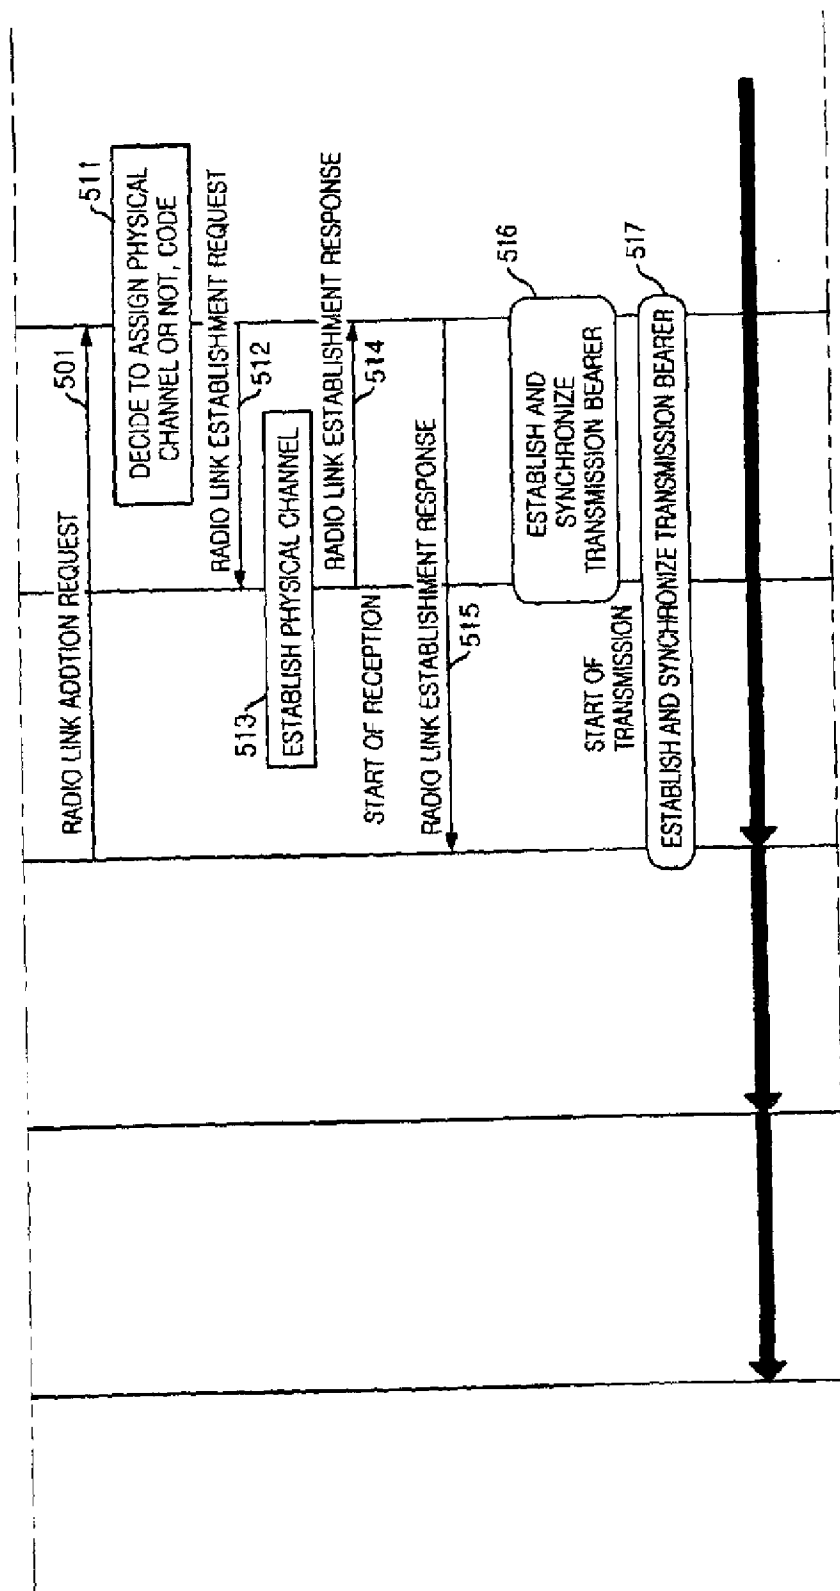 RADIO LINK ADDTION REQUEST
501
511
DECIDE TO ASSIGN PHYSICAL
CHANNEL OR NOT, CODE
RADIO LINK ESTABLISHMENT REQUEST
512
513
ESTABLISH PHYSICAL CHANNEL
RADIO LINK ESTABLISHMENT RESPONSE
514
START OF RECEPTION
RADIO LINK ESTABLISHMENT RESPONSE
515
516
ESTABLISH AND
SYNCHRONIZE
TRANSMISSION BEARER
START OF
TRANSMISSION
517
ESTABLISH AND SYNCHRONIZE TRANSMISSION BEARER